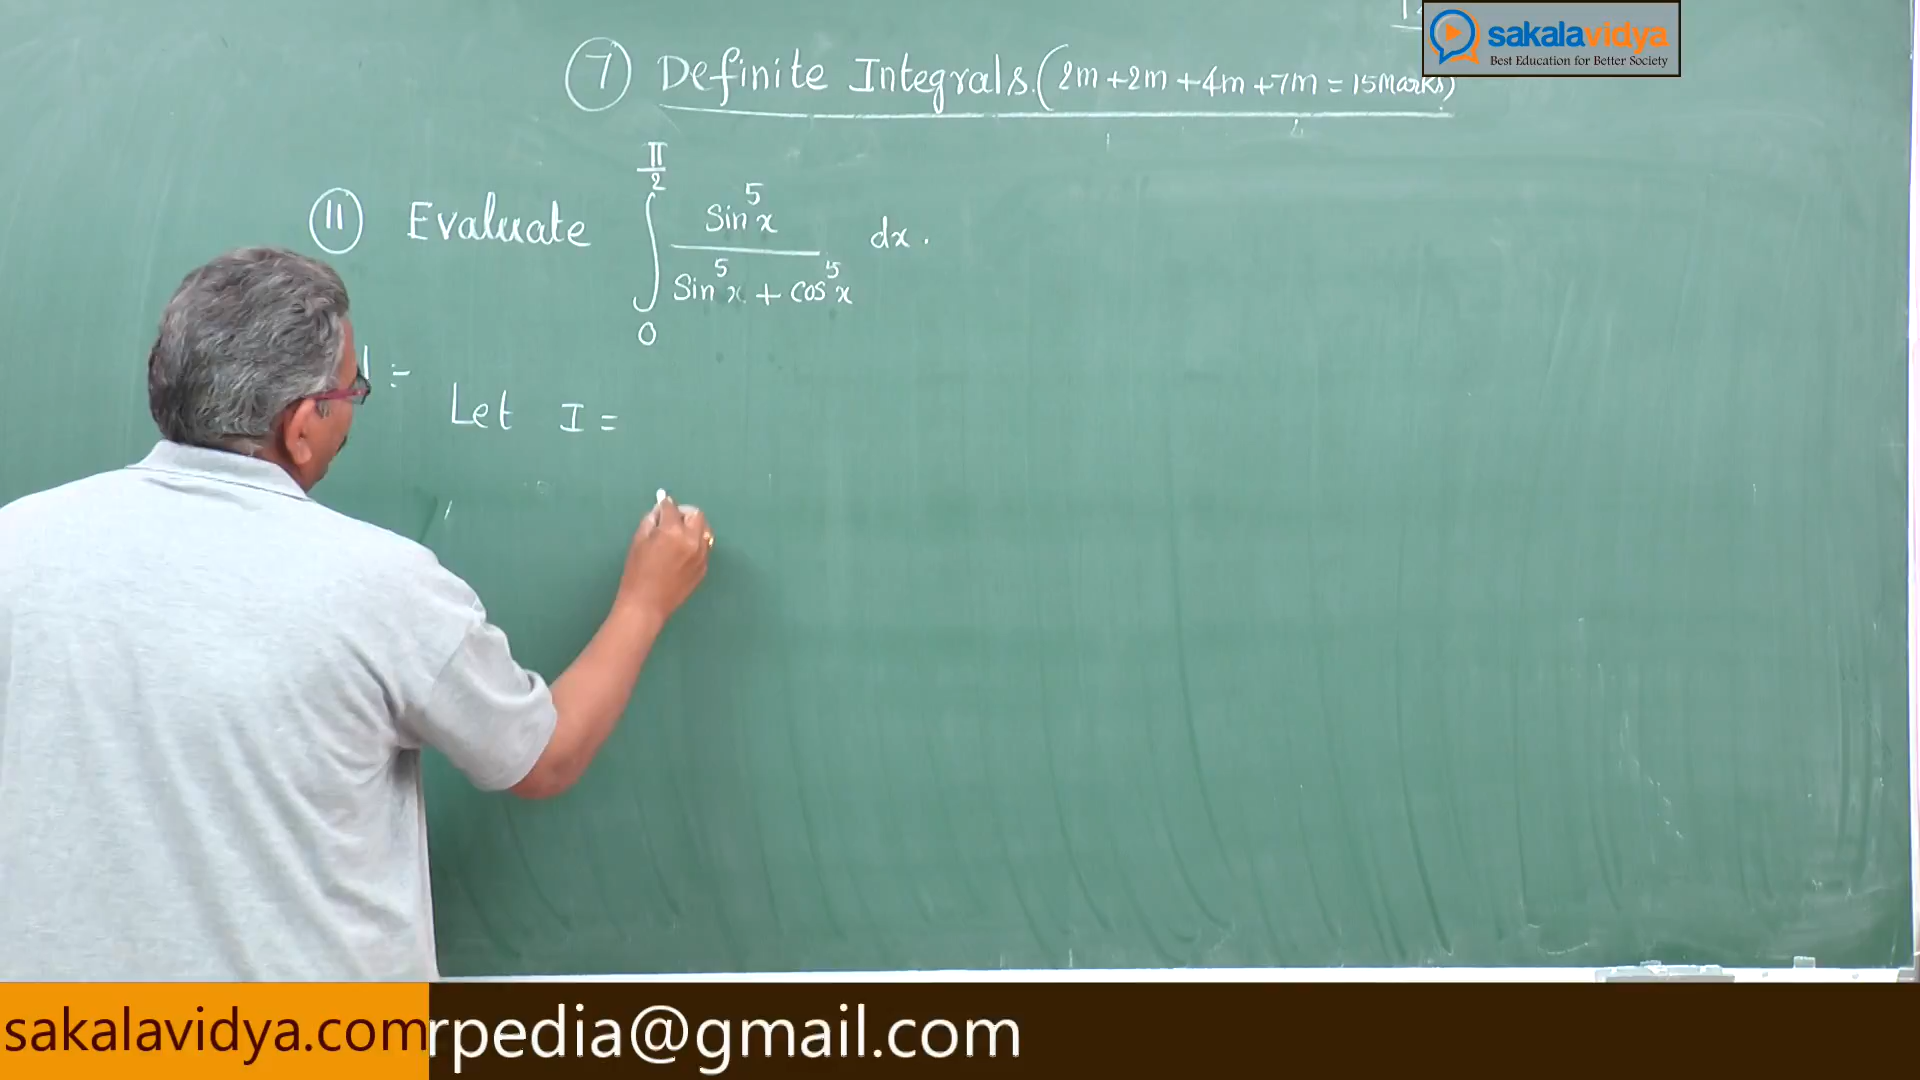 sakalavidya
Best Education for Better Society
7 Definite Integrals. (2m+2m+4m+7m=15Marks)
11 Evaluate ∫₀^(π/2) Sin⁵x / (Sin⁵x + Cos⁵x) dx.
Let I =
sakalavidya.com rpedia@gmail.com